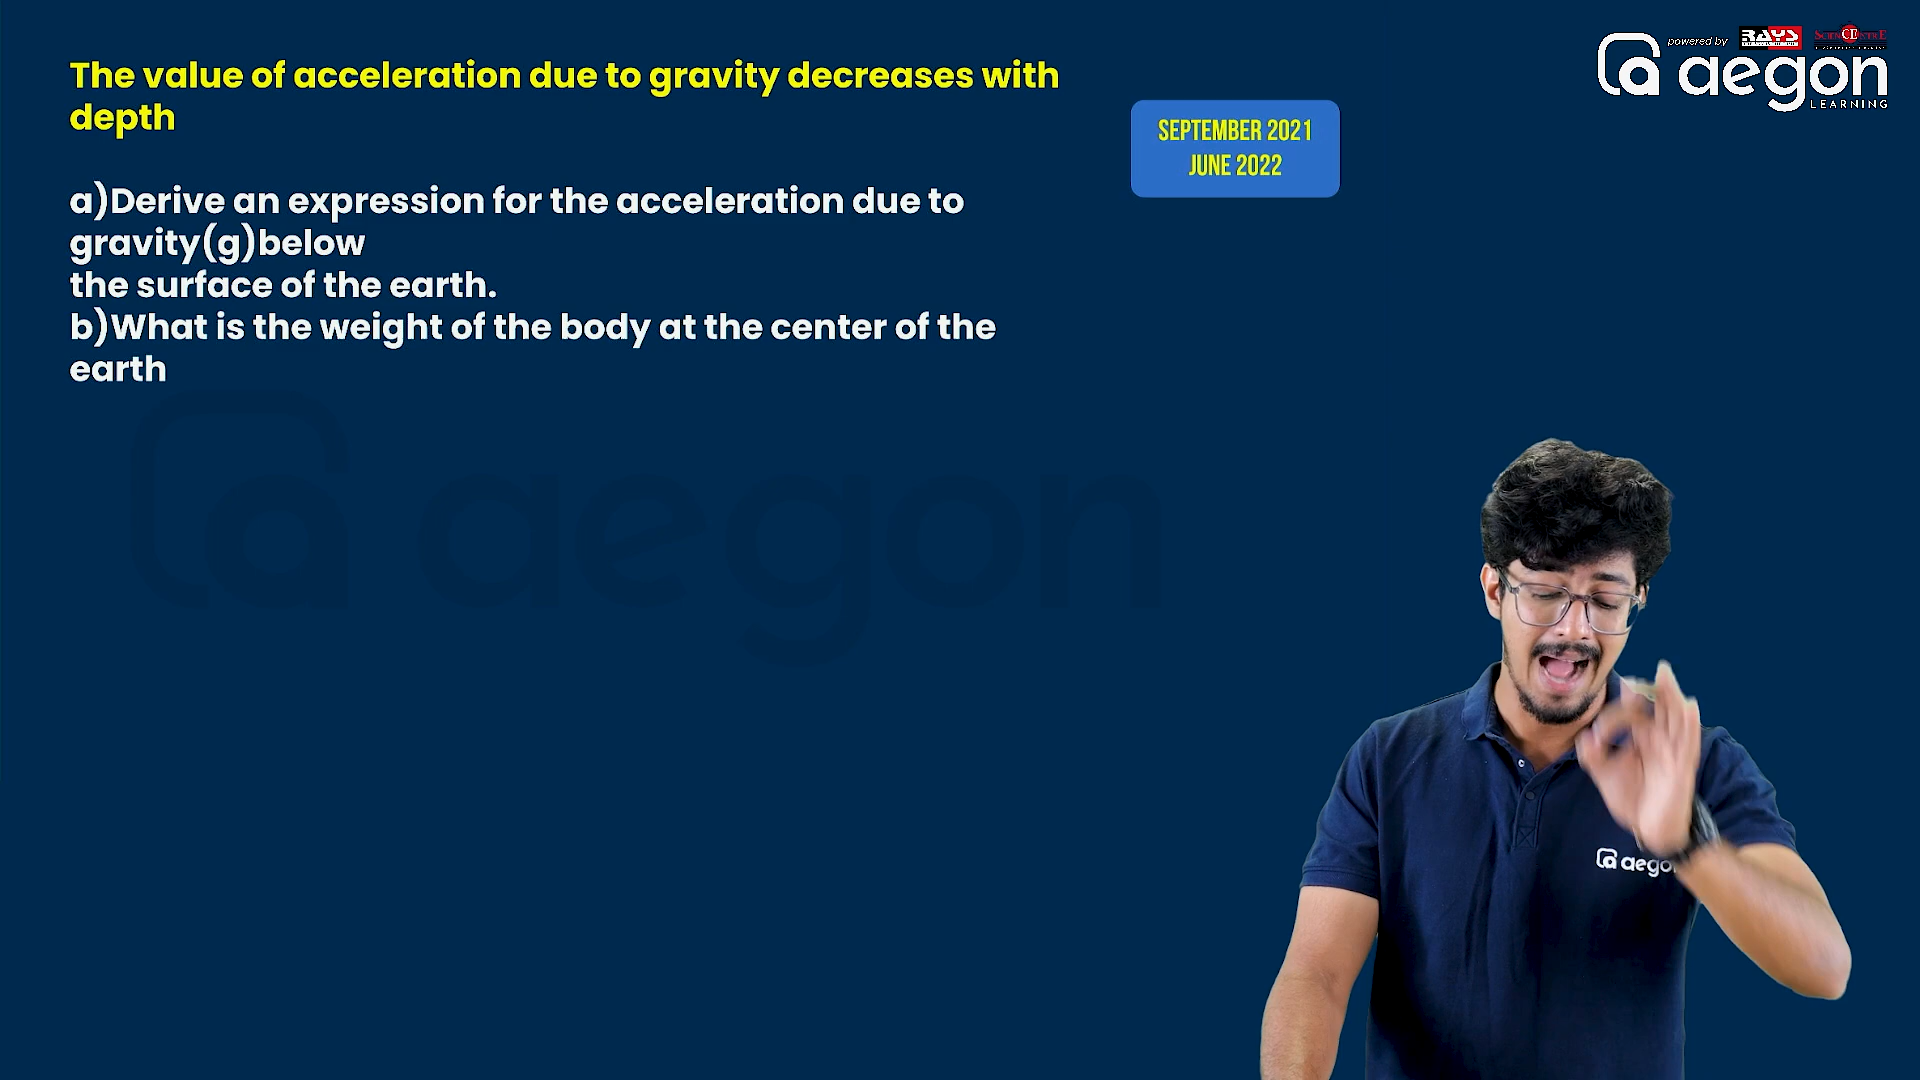 The value of acceleration due to gravity decreases with
depth
SEPTEMBER 2021
JUNE 2022
a)Derive an expression for the acceleration due to
gravity(g)below
the surface of the earth.
b)What is the weight of the body at the center of the
earth
powered by
RAYS
aegon
LEARNING
aegon
aegon